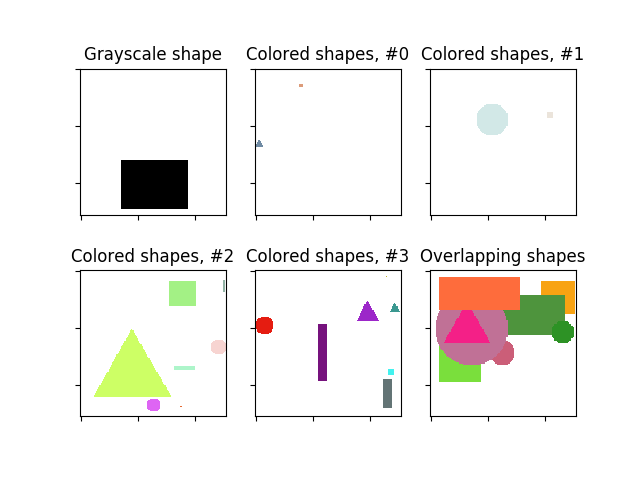 Grayscale shape
Colored shapes, #0
Colored shapes, #1
Colored shapes, #2
Colored shapes, #3
Overlapping shapes